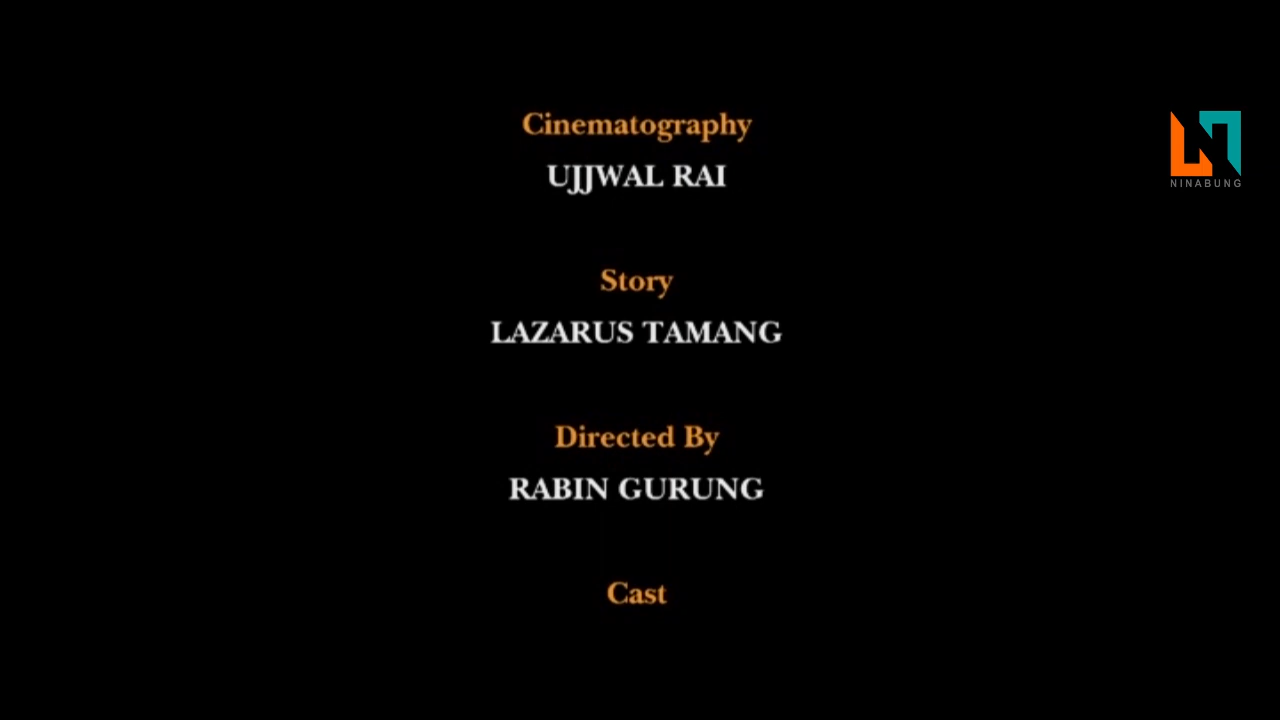 Cinematography
UJJWAL RAI
NINABUNG
Story
LAZARUS TAMANG
Directed By
RABIN GURUNG
Cast